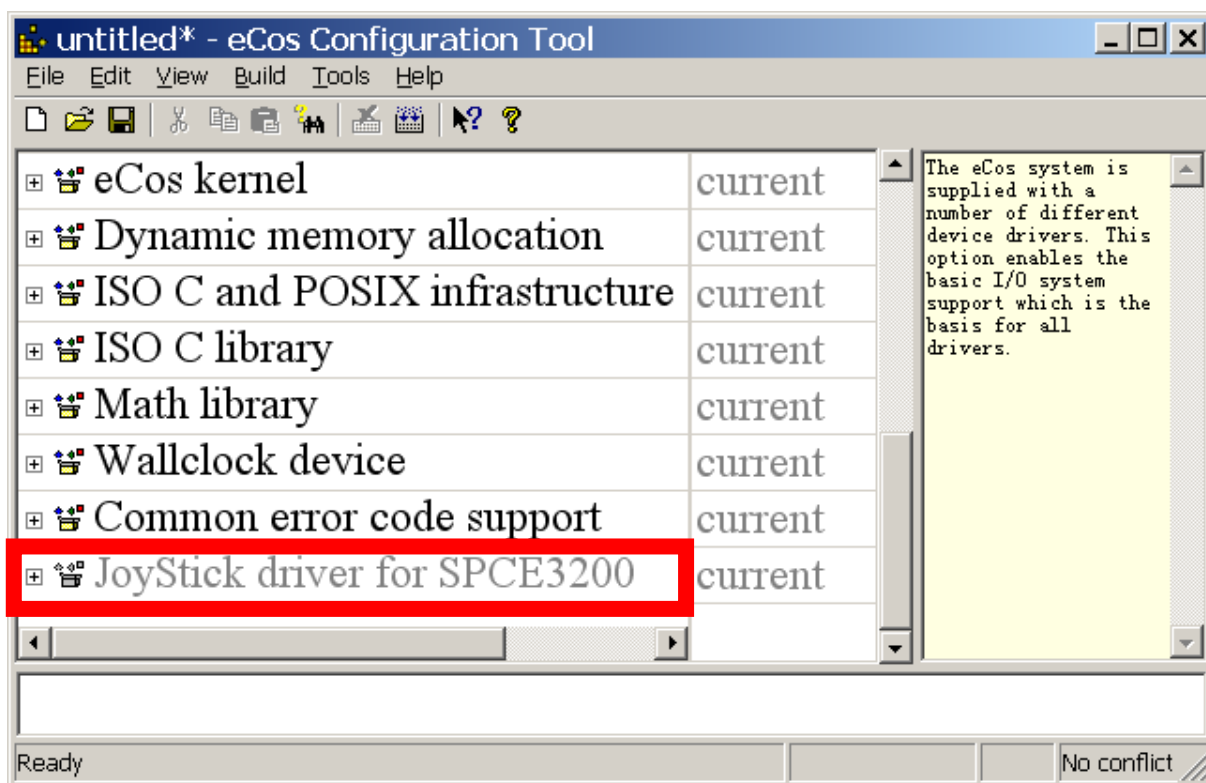 untitled* - eCos Configuration Tool
File Edit View Build Tools Help
eCos kernel current
Dynamic memory allocation current
ISO C and POSIX infrastructure current
ISO C library current
Math library current
Wallclock device current
Common error code support current
JoyStick driver for SPCE3200 current
The eCos system is
supplied with a
number of different
device drivers. This
option enables the
basic I/O system
support which is the
basis for all
drivers.
Ready No conflict